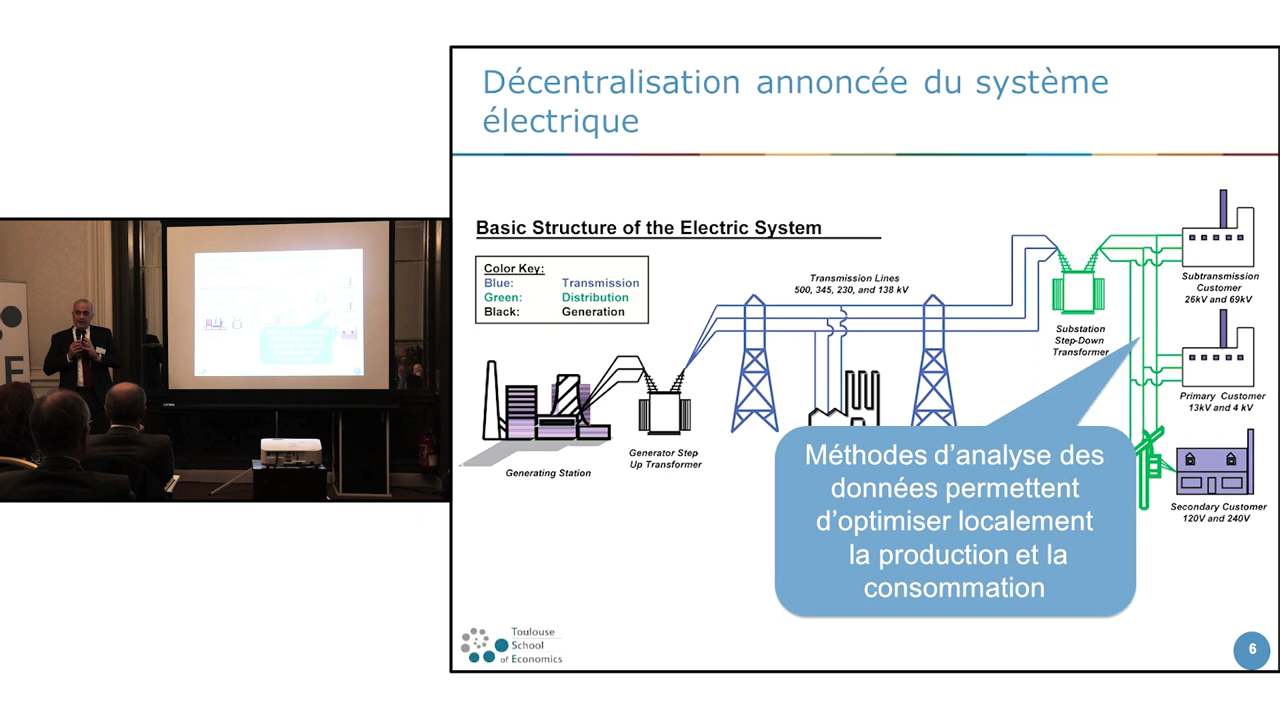 Décentralisation annoncée du système
électrique
Basic Structure of the Electric System
Color Key:
Blue: Transmission
Green: Distribution
Black: Generation
Transmission Lines
500, 345, 230, and 138 kV
Subtransmission
Customer
26kV and 69kV
Substation
Step-Down
Transformer
Primary Customer
13kV and 4 kV
Generator Step
Up Transformer
Generating Station
Méthodes d’analyse des
données permettent
d’optimiser localement
la production et la
consommation
Secondary Customer
120V and 240V
Toulouse
School
of Economics
6